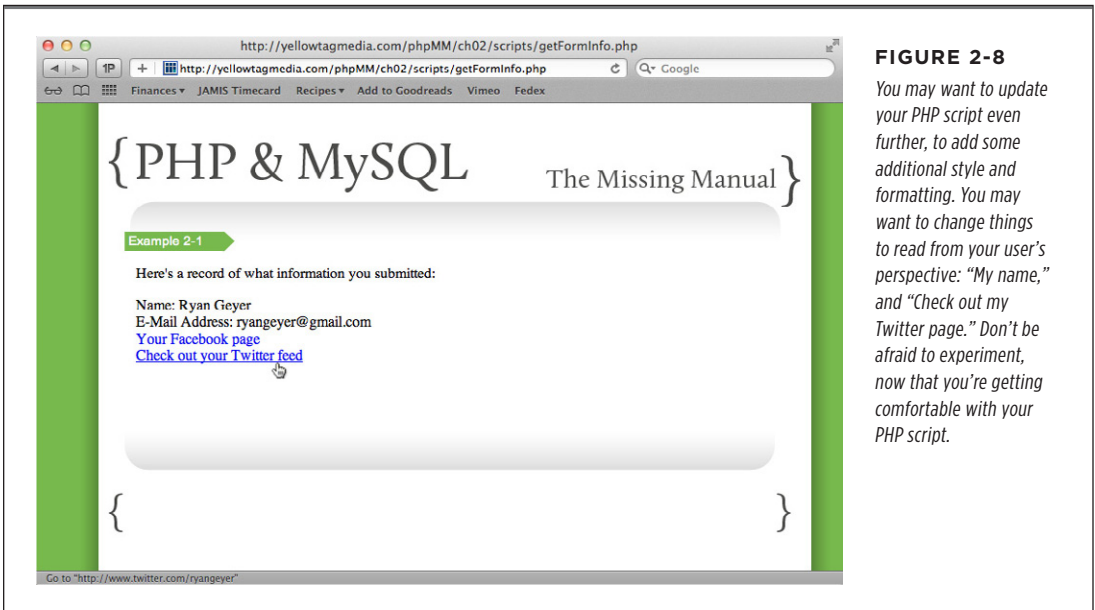 http://yellowtagmedia.com/phpMM/ch02/scripts/getFormInfo.php
1P + http://yellowtagmedia.com/phpMM/ch02/scripts/getFormInfo.php Google
Finances JAMIS Timecard Recipes Add to Goodreads Vimeo Fedex
{PHP & MySQL The Missing Manual}
Example 2-1
Here's a record of what information you submitted:
Name: Ryan Geyer
E-Mail Address: ryangeyer@gmail.com
Your Facebook page
Check out your Twitter feed
{ }
Go to "http://www.twitter.com/ryangeyer"
FIGURE 2-8
You may want to update
your PHP script even
further, to add some
additional style and
formatting. You may
want to change things
to read from your user's
perspective: “My name,”
and “Check out my
Twitter page.” Don't be
afraid to experiment,
now that you're getting
comfortable with your
PHP script.